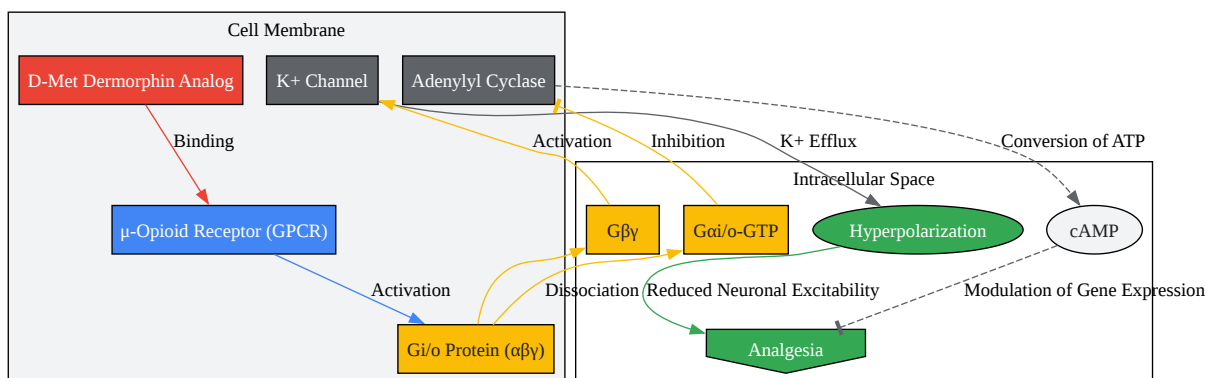 Cell Membrane
D-Met Dermorphin Analog
K+ Channel
Adenylyl Cyclase
Binding
Activation
Inhibition
K+ Efflux
Conversion of ATP
Intracellular Space
μ-Opioid Receptor (GPCR)
Gβγ
Gαi/o-GTP
Hyperpolarization
cAMP
Activation
Dissociation
Reduced Neuronal Excitability
Modulation of Gene Expression
Gi/o Protein (αβγ)
Analgesia